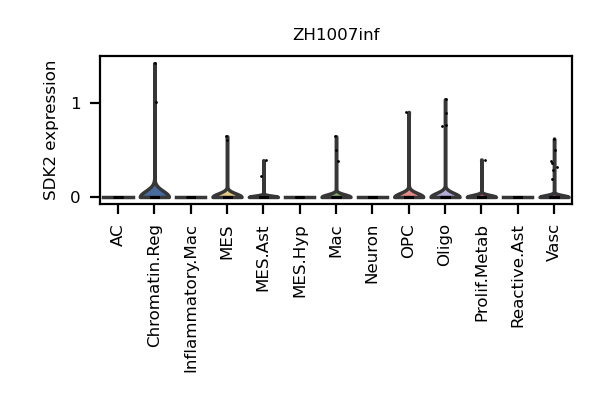 ZH1007inf
SDK2 expression
1
0
AC
Chromatin.Reg
Inflammatory.Mac
MES
MES.Ast
MES.Hyp
Mac
Neuron
OPC
Oligo
Prolif.Metab
Reactive.Ast
Vasc